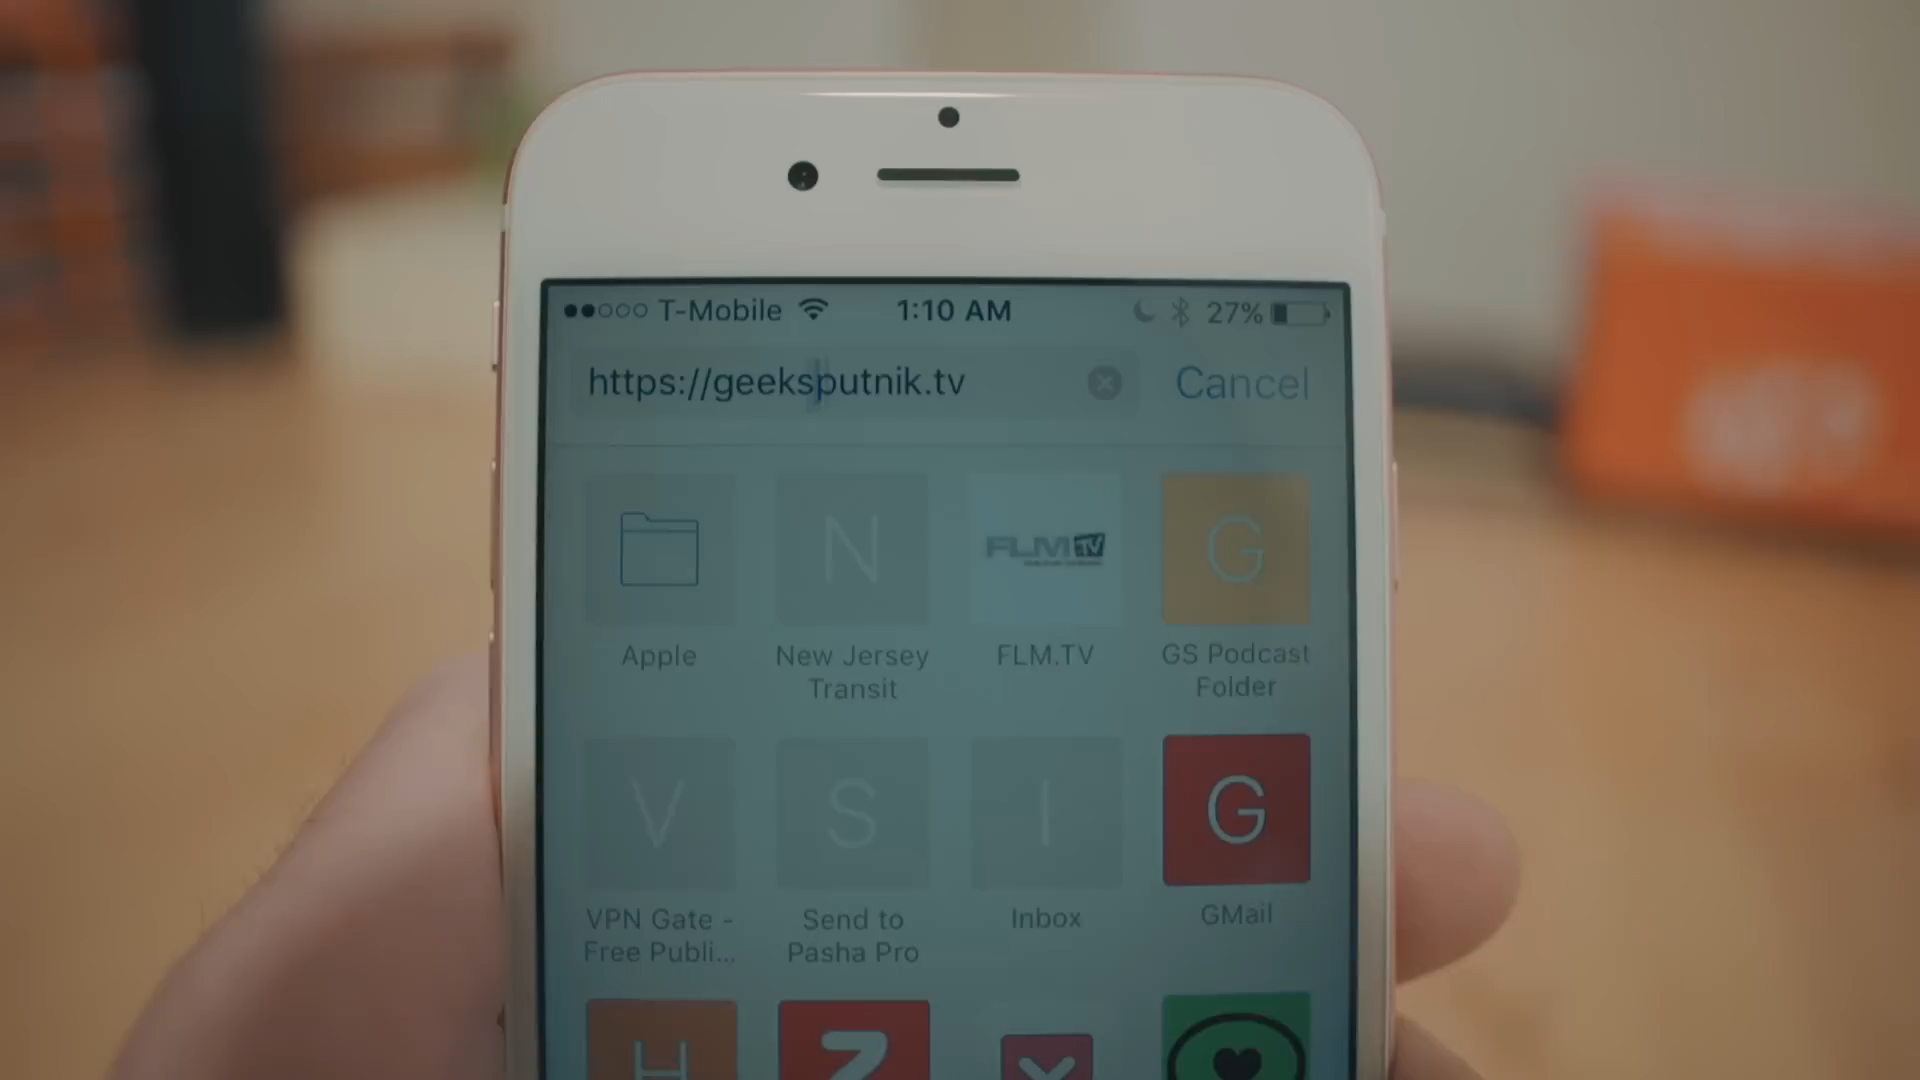 T-Mobile 1:10 AM 27%
https://geeksputnik.tv Cancel
N FLM TV G
Apple New Jersey Transit FLM.TV GS Podcast Folder
V S I G
VPN Gate - Free Publi... Send to Pasha Pro Inbox GMail
H Z